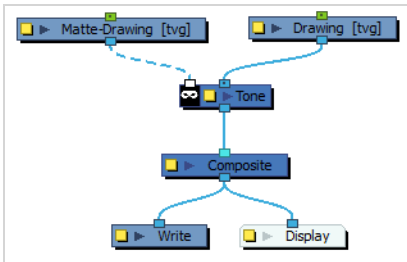 Matte-Drawing [tvg]
Drawing [tvg]
Tone
Composite
Write
Display